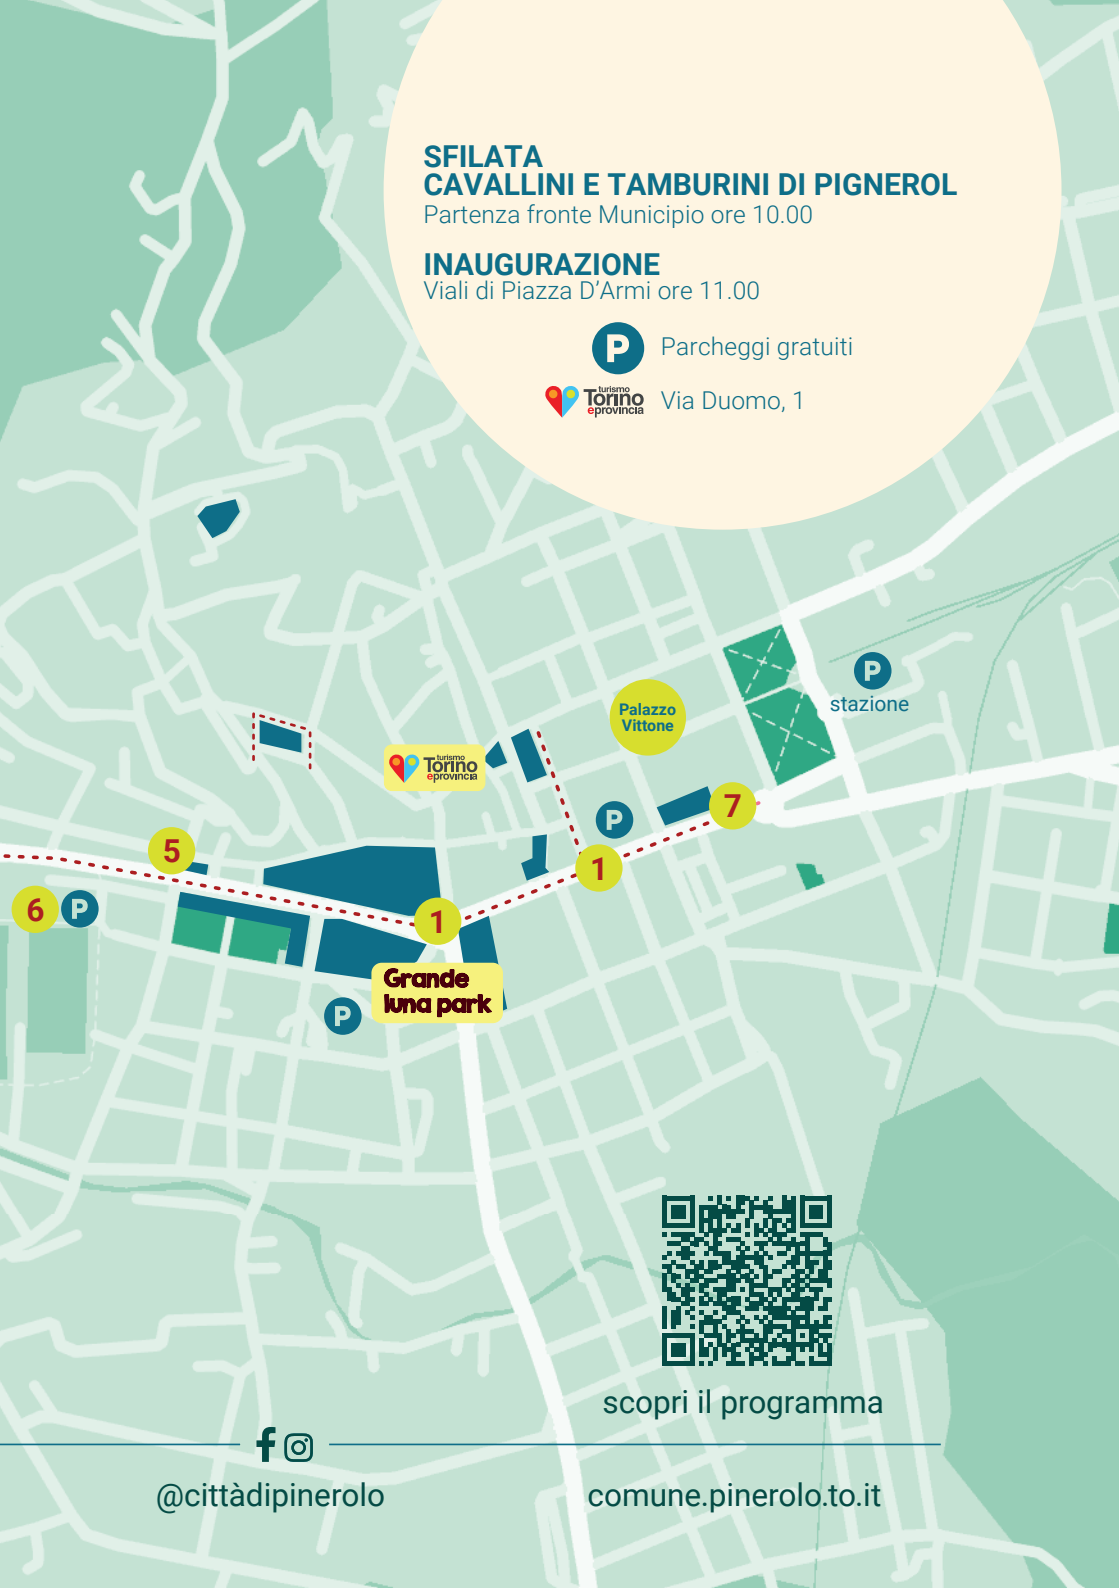 SFILATA
CAVALLINI E TAMBURINI DI PIGNEROL
Partenza fronte Municipio ore 10.00
INAUGURAZIONE
Viali di Piazza D'Armi ore 11.00
P Parcheggi gratuiti
turismo
Torino
eprovincia
Via Duomo, 1
P
stazione
Palazzo
Vittone
turismo
Torino
eprovincia
P
7
5
1
6 P
1
Grande
luna park
P
scopri il programma
@cittàdipinerolo
comune.pinerolo.to.it